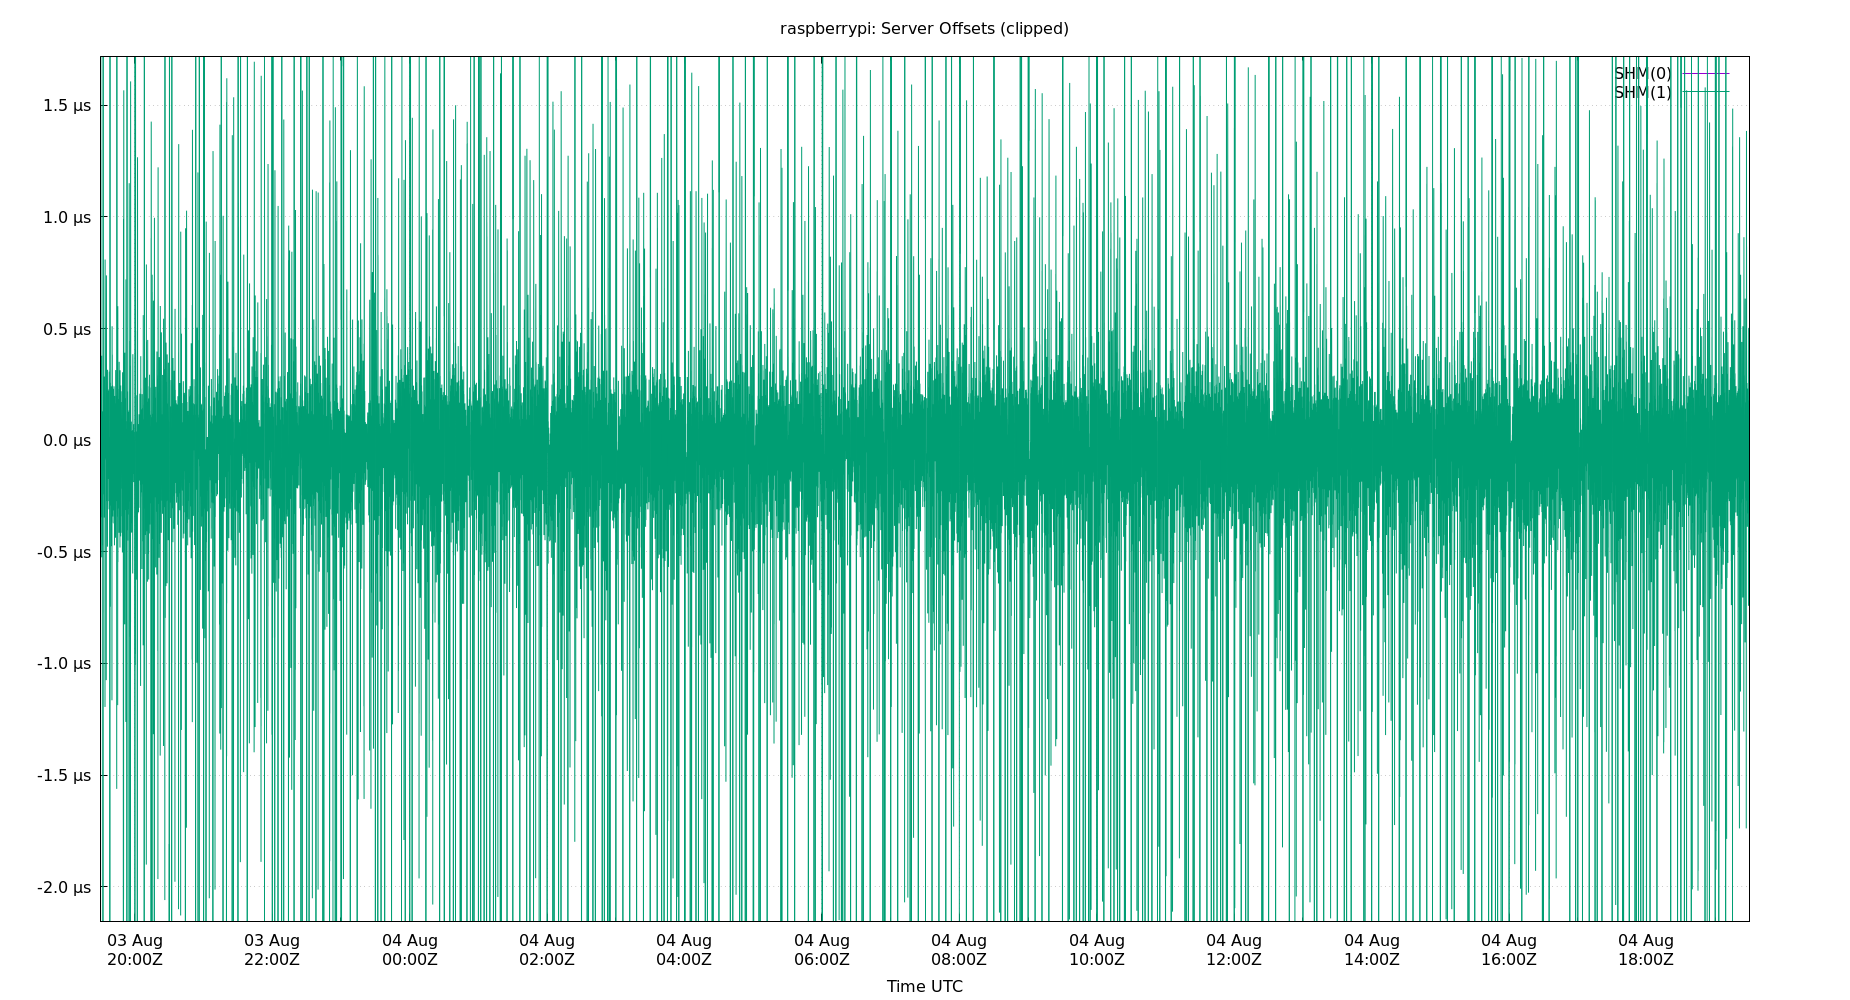 raspberrypi: Server Offsets (clipped)
SHM(0)
SHM(1)
1.5 µs
1.0 µs
0.5 µs
0.0 µs
-0.5 µs
-1.0 µs
-1.5 µs
-2.0 µs
03 Aug 03 Aug 04 Aug 04 Aug 04 Aug 04 Aug 04 Aug 04 Aug 04 Aug 04 Aug 04 Aug 04 Aug
20:00Z 22:00Z 00:00Z 02:00Z 04:00Z 06:00Z 08:00Z 10:00Z 12:00Z 14:00Z 16:00Z 18:00Z
Time UTC